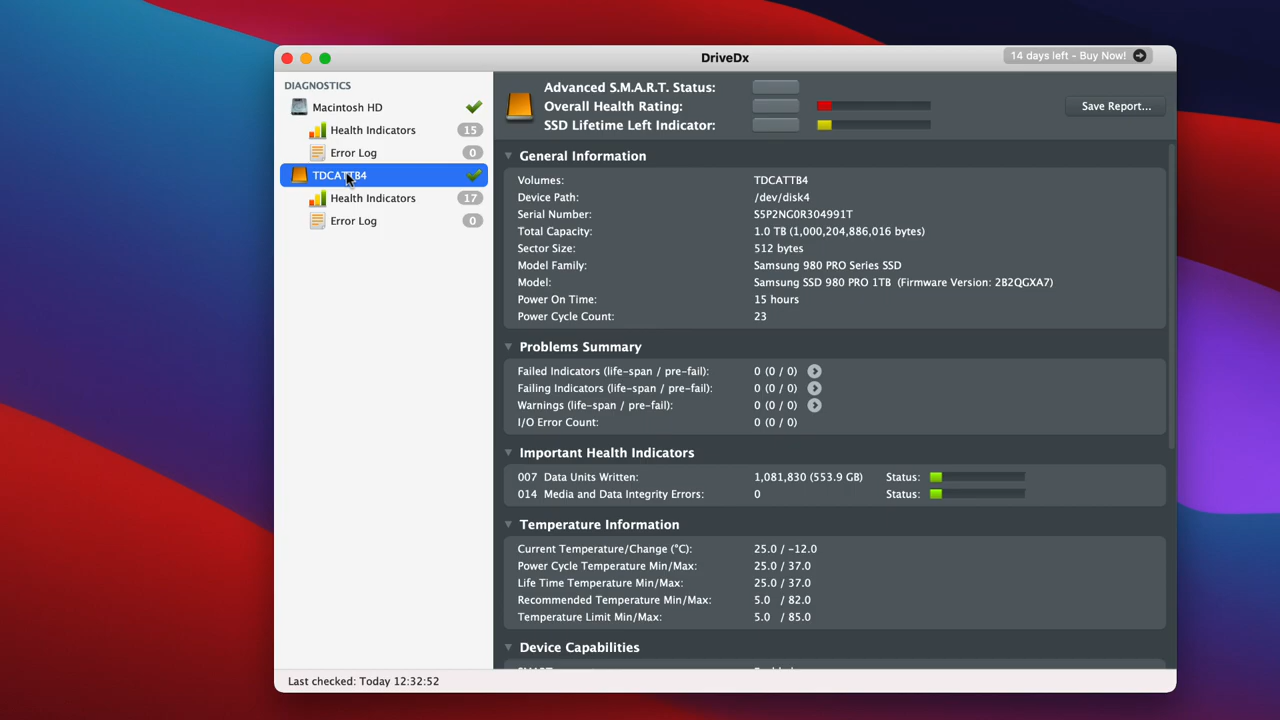 DriveDx
14 days left - Buy Now!
DIAGNOSTICS
Macintosh HD
Health Indicators 15
Error Log 0
TDCATTB4
Health Indicators 17
Error Log 0
Advanced S.M.A.R.T. Status:
Overall Health Rating:
SSD Lifetime Left Indicator:
Save Report...
General Information
Volumes: TDCATTB4
Device Path: /dev/disk4
Serial Number: S5P2NG0R304991T
Total Capacity: 1.0 TB (1,000,204,886,016 bytes)
Sector Size: 512 bytes
Model Family: Samsung 980 PRO Series SSD
Model: Samsung SSD 980 PRO 1TB (Firmware Version: 2B2QGXA7)
Power On Time: 15 hours
Power Cycle Count: 23
Problems Summary
Failed Indicators (life-span / pre-fail): 0 (0 / 0)
Failing Indicators (life-span / pre-fail): 0 (0 / 0)
Warnings (life-span / pre-fail): 0 (0 / 0)
I/O Error Count: 0 (0 / 0)
Important Health Indicators
007 Data Units Written: 1,081,830 (553.9 GB) Status:
014 Media and Data Integrity Errors: 0 Status:
Temperature Information
Current Temperature/Change (°C): 25.0 / -12.0
Power Cycle Temperature Min/Max: 25.0 / 37.0
Life Time Temperature Min/Max: 25.0 / 37.0
Recommended Temperature Min/Max: 5.0 / 82.0
Temperature Limit Min/Max: 5.0 / 85.0
Device Capabilities
Last checked: Today 12:32:52